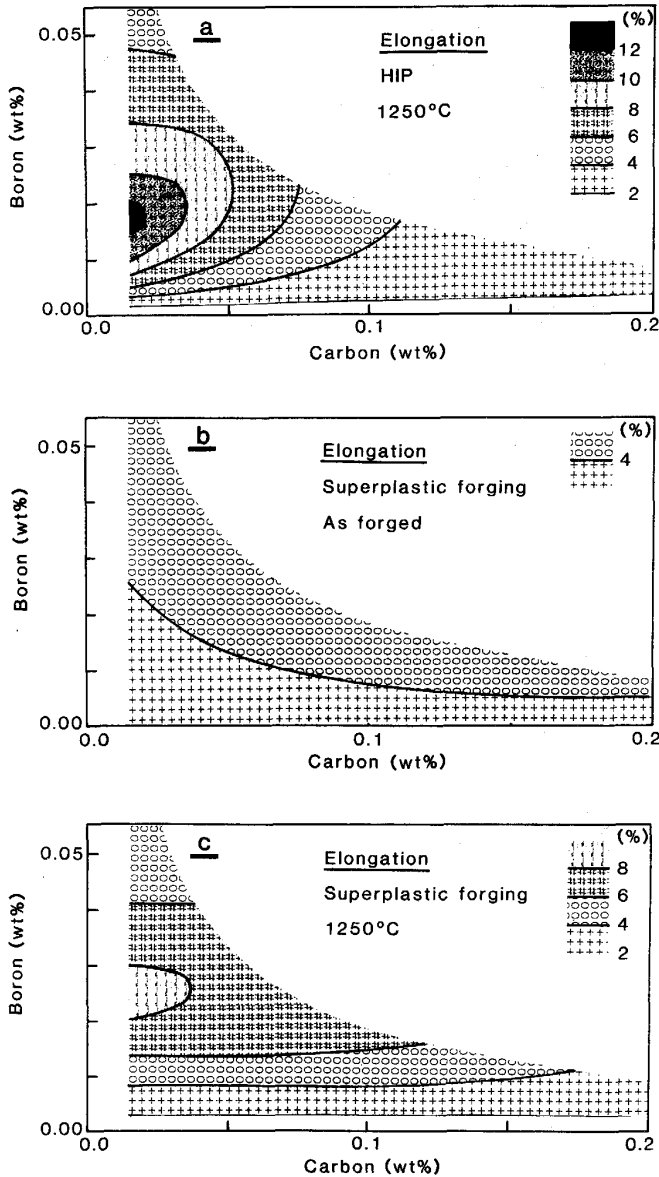 0.05
a
Elongation
HIP
1250°C
(%)
12
10
8
6
4
2
Boron (wt%)
0.00
0.0
0.1
0.2
Carbon (wt%)
0.05
b
Elongation
Superplastic forging
As forged
(%)
4
Boron (wt%)
0.00
0.0
0.1
0.2
Carbon (wt%)
0.05
c
Elongation
Superplastic forging
1250°C
(%)
8
6
4
2
Boron (wt%)
0.00
0.0
0.1
0.2
Carbon (wt%)